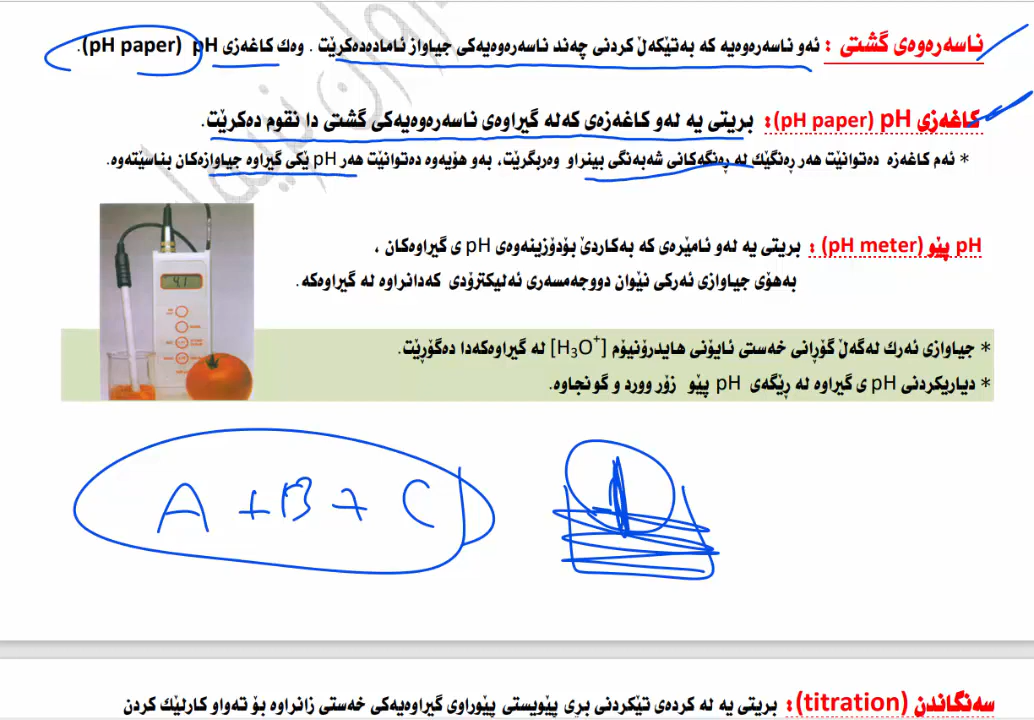 ناسەرەوەی گشتی : ئەو ناسەرەوەیە کە بەتێکەڵ کردنی چەند ناسەرەوەیەکی جیاواز ئامادەدەکرێت . وەك کاغەزی pH (pH paper).
کاغەزی pH (pH paper): بریتی یە لەو کاغەزەی کەلە گیراوەی ناسەرەوەیەکی گشتی دا نقوم دەکرێت.
* ئەم کاغەزە دەتوانێت هەر ڕەنگێك لە ڕەنگەکانی شەبەنگی بینراو وەربگرێت، بەو هۆیەوە دەتوانێت هەر pH یێکی گیراوە جیاوازەکان بناسێتەوە.
pH پێو (pH meter) : بریتی یە لەو ئامێرەی کە بەکاردێ بۆدۆزینەوەی pH ی گیراوەکان ،
بەهۆی جیاوازی ئەرکی نێوان دووجەمسەری ئەلیکترۆدی کەدانراوە لە گیراوەکە.
4.1
* جیاوازی ئەرك لەگەڵ گۆڕانی خەستی ئایۆنی هایدرۆنیۆم [H₃O⁺] لە گیراوەکەدا دەگۆڕێت.
* دیاریکردنی pH ی گیراوە لە ڕێگەی pH پێو زۆر وورد و گونجاوە.
A + B + C
سەنگاندن (titration): بریتی یە لە کردەی تێکردنی بڕی پێویستی پێوراوی گیراوەیەکی خەستی زانراوە بۆ تەواو کارلێك کردن